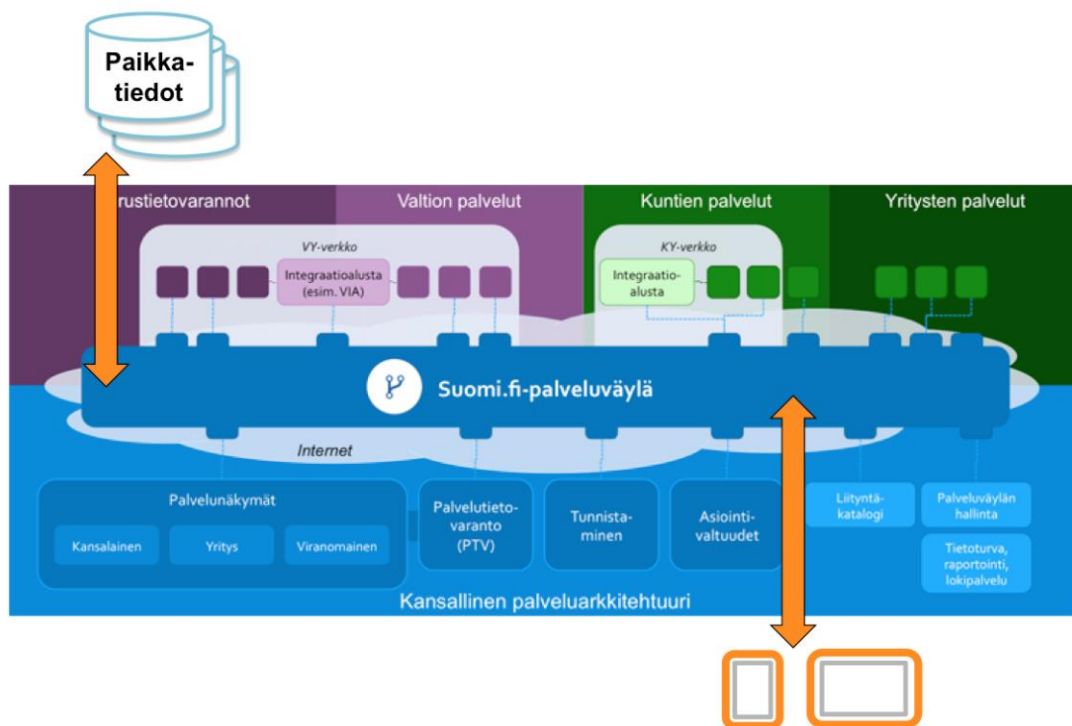 Paikka-
tiedot
rustietovarannot
Valtion palvelut
Kuntien palvelut
Yritysten palvelut
VY-verkko
KY-verkko
Integraatioalusta
(esim. VIA)
Integraatio-
alusta
Suomi.fi-palveluväylä
Internet
Palvelunäkymät
Kansalainen
Yritys
Viranomainen
Palvelutieto-
varanto
(PTV)
Tunnista-
minen
Asiointi-
valtuudet
Liityntä-
katalogi
Palveluväylän
hallinta
Tietoturva,
raportointi,
lokipalvelu
Kansallinen palveluarkkitehtuuri